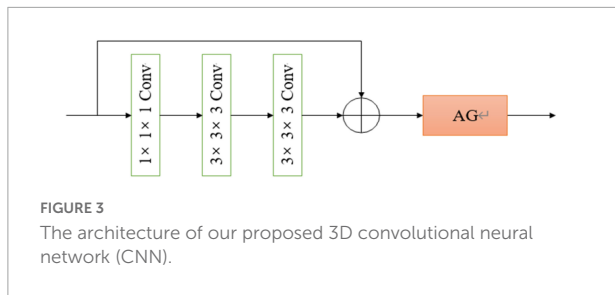 1× 1× 1 Conv
3× 3× 3 Conv
3× 3× 3 Conv
AG↵
FIGURE 3
The architecture of our proposed 3D convolutional neural
network (CNN).